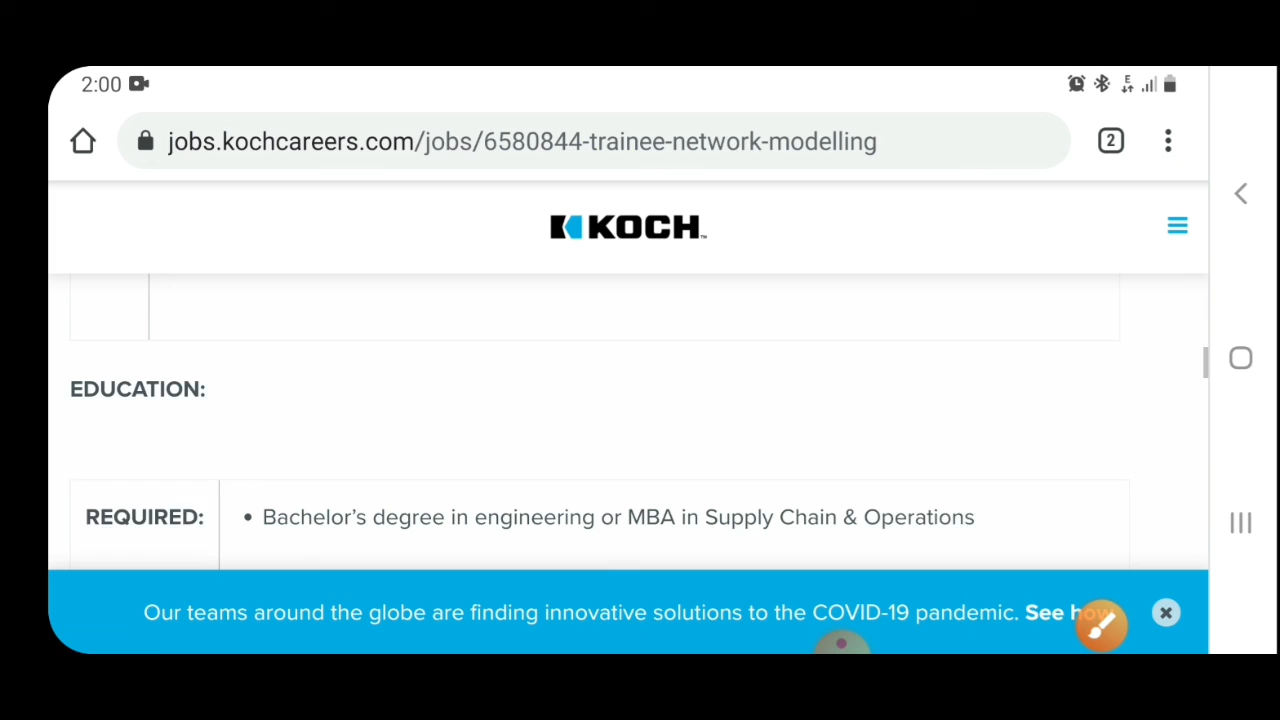 2:00
E
jobs.kochcareers.com/jobs/6580844-trainee-network-modelling
2
KOCH™
EDUCATION:
REQUIRED:
• Bachelor's degree in engineering or MBA in Supply Chain & Operations
Our teams around the globe are finding innovative solutions to the COVID-19 pandemic. See how